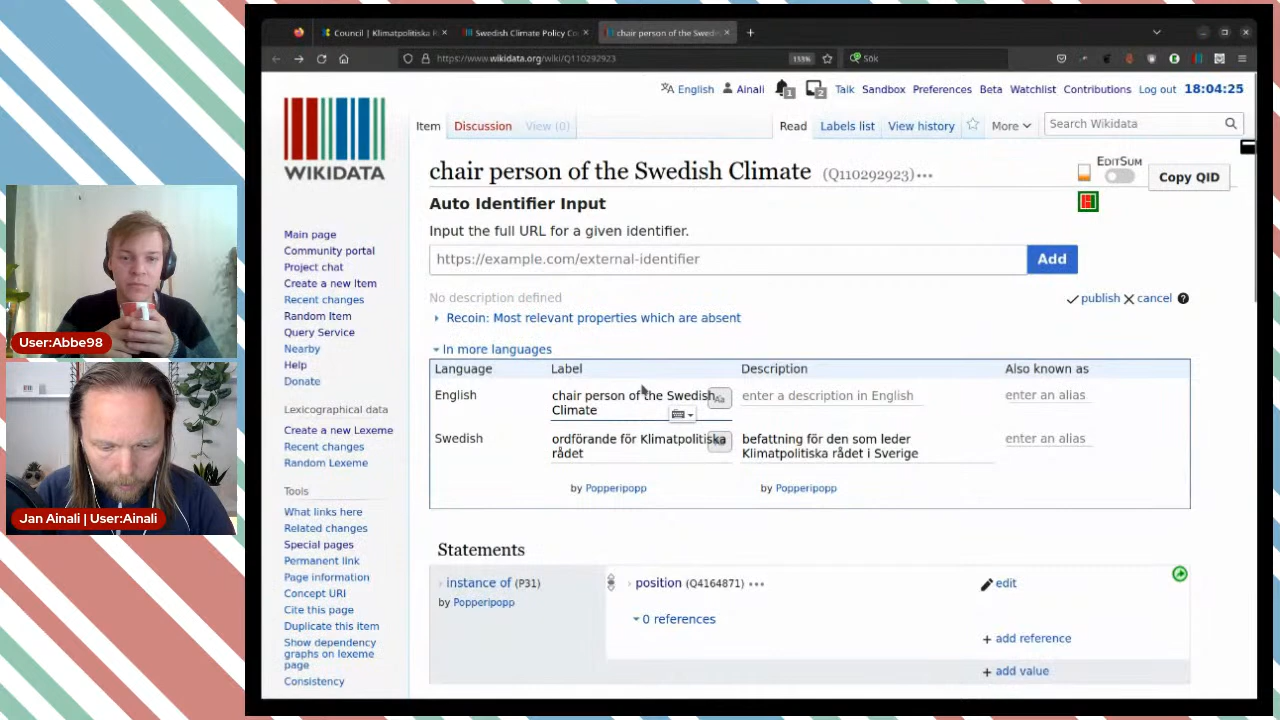 Council | Klimatpolitiska
Swedish Climate Policy Co
chair person of the Swedi
https://www.wikidata.org/wiki/Q110292923
133%
Sök
English
Ainali
1
2
Talk
Sandbox
Preferences
Beta
Watchlist
Contributions
Log out
18:04:25
WIKIDATA
Item
Discussion
View (0)
Read
Labels list
View history
More
Search Wikidata
chair person of the Swedish Climate (Q110292923)
EDITSUM
Copy QID
Auto Identifier Input
Input the full URL for a given identifier.
https://example.com/external-identifier
Add
No description defined
publish
cancel
Recoin: Most relevant properties which are absent
In more languages
Language
Label
Description
Also known as
English
chair person of the Swedish
Climate
enter a description in English
enter an alias
Swedish
ordförande för Klimatpolitiska
rådet
befattning för den som leder
Klimatpolitiska rådet i Sverige
enter an alias
by Popperipopp
by Popperipopp
Statements
instance of (P31)
by Popperipopp
position (Q4164871)
edit
0 references
add reference
add value
Main page
Community portal
Project chat
Create a new Item
Recent changes
Random Item
Query Service
Nearby
Help
Donate
Lexicographical data
Create a new Lexeme
Recent changes
Random Lexeme
Tools
What links here
Related changes
Special pages
Permanent link
Page information
Concept URI
Cite this page
Duplicate this item
Show dependency
graphs on lexeme
page
Consistency
User:Abbe98
Jan Ainali | User:Ainali